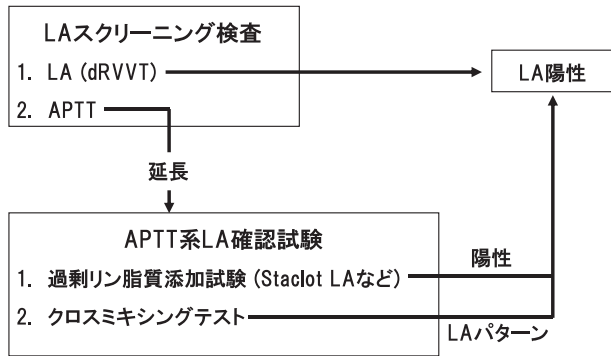 LAスクリーニング検査
1. LA (dRVVT)
2. APTT
LA陽性
延長
APTT系LA確認試験
1. 過剰リン脂質添加試験 (Staclot LAなど)
2. クロスミキシングテスト
陽性
LAパターン